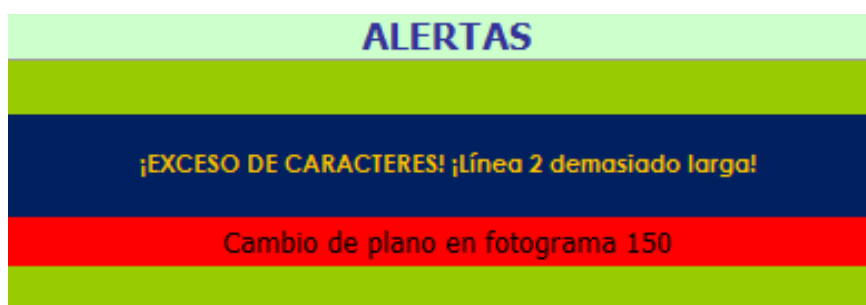 ALERTAS
¡EXCESO DE CARACTERES! ¡Línea 2 demasiado larga!
Cambio de plano en fotograma 150